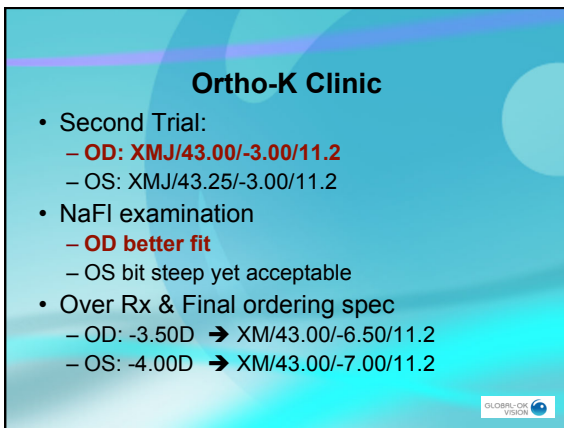 Ortho-K Clinic
• Second Trial:
– OD: XMJ/43.00/-3.00/11.2
– OS: XMJ/43.25/-3.00/11.2
• NaFl examination
– OD better fit
– OS bit steep yet acceptable
• Over Rx & Final ordering spec
– OD: -3.50D ➔ XM/43.00/-6.50/11.2
– OS: -4.00D ➔ XM/43.00/-7.00/11.2
GLOBAL-OK
VISION